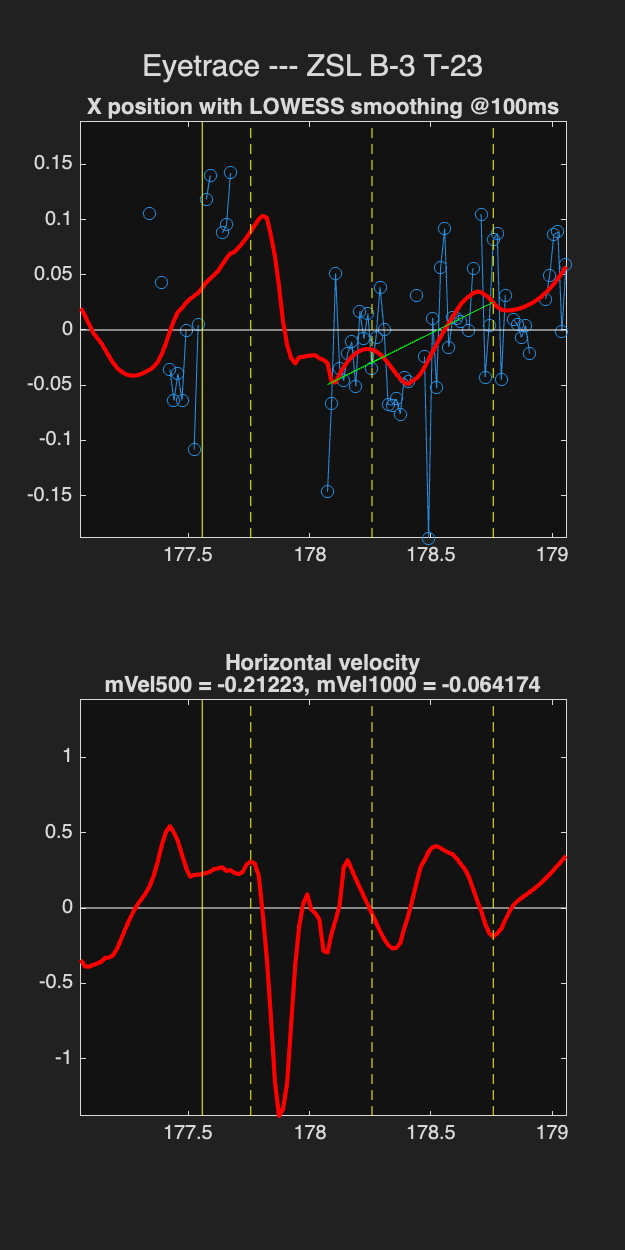 Eyetrace --- ZSL B-3 T-23
X position with LOWESS smoothing @100ms
0.15
0.1
0.05
0
-0.05
-0.1
-0.15
177.5 178 178.5 179
Horizontal velocity
mVel500 = -0.21223, mVel1000 = -0.064174
1
0.5
0
-0.5
-1
177.5 178 178.5 179